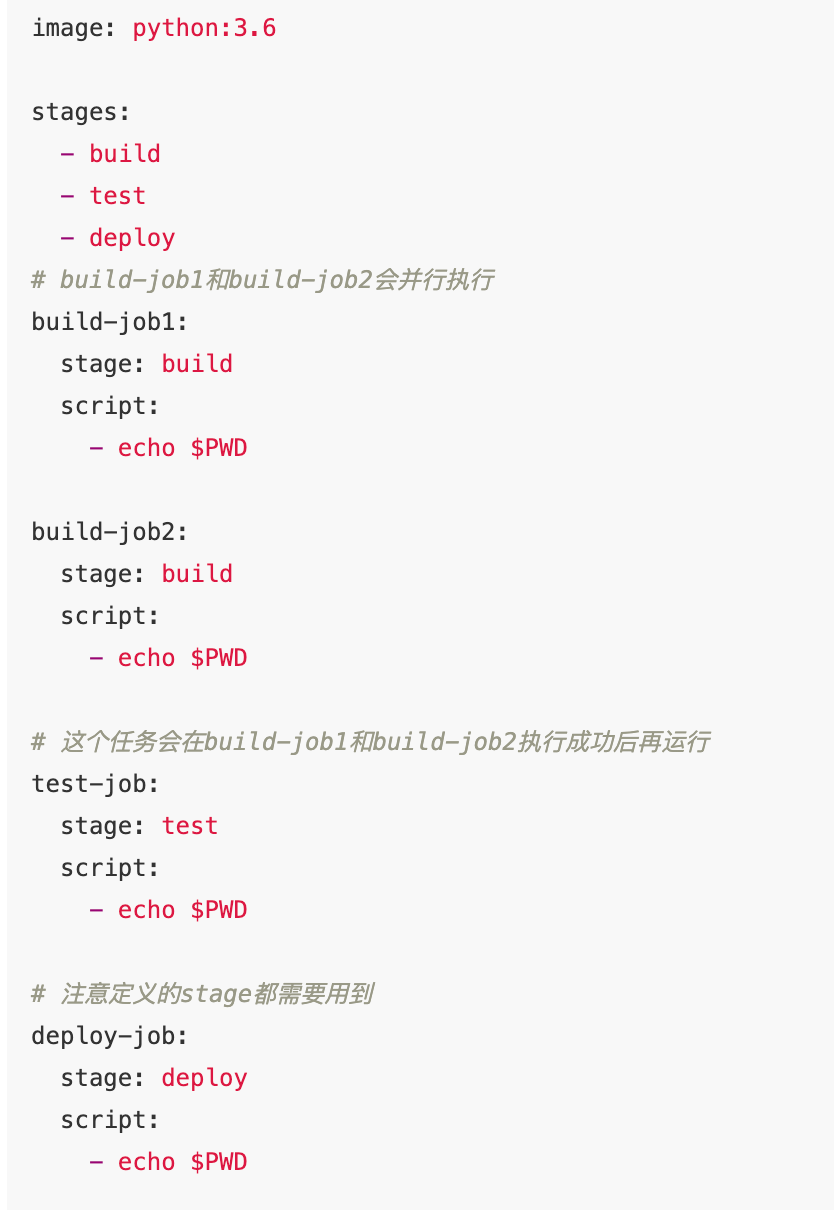 image: python:3.6
stages:
  - build
  - test
  - deploy
# build-job1和build-job2会并行执行
build-job1:
  stage: build
  script:
    - echo $PWD
build-job2:
  stage: build
  script:
    - echo $PWD
# 这个任务会在build-job1和build-job2执行成功后再运行
test-job:
  stage: test
  script:
    - echo $PWD
# 注意定义的stage都需要用到
deploy-job:
  stage: deploy
  script:
    - echo $PWD